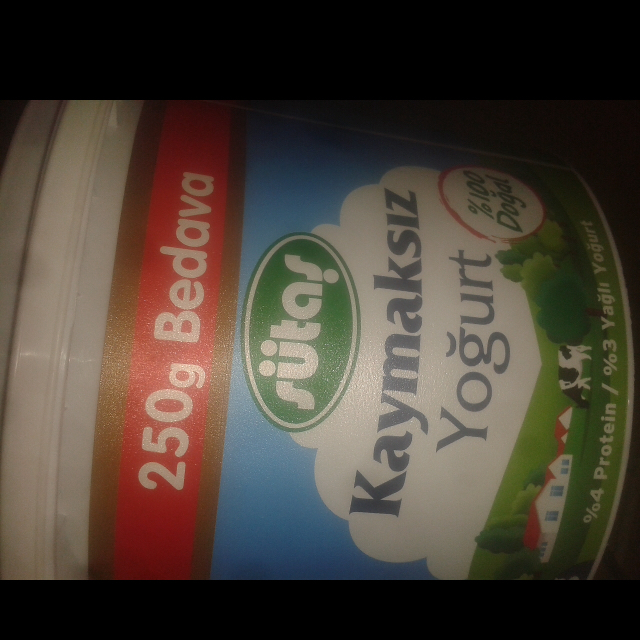 250g Bedava
sütaş
Kaymaksız
Yoğurt
%100
Doğal
%4 Protein / %3 Yağlı Yoğurt